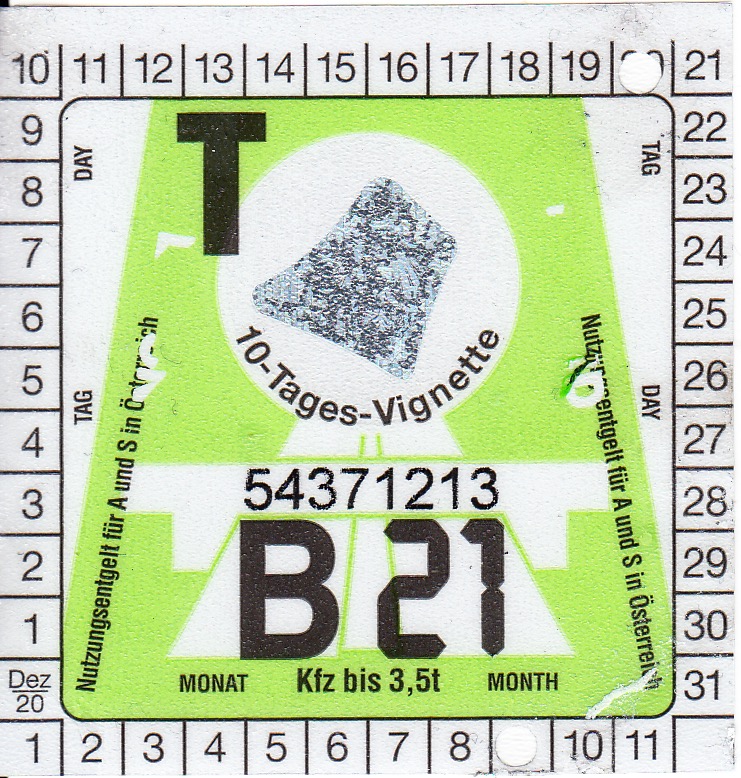 10 11 12 13 14 15 16 17 18 19 20 21
9
8
7
6
5
4
3
2
1
Dez
20
DAY
TAG
T
TAG
DAY
10-Tages-Vignette
Nutzungsentgelt für A und S in Österreich
Nutzungsentgelt für A und S in Österreich
54371213
B 21
MONAT Kfz bis 3,5t MONTH
22
23
24
25
26
27
28
29
30
31
1 2 3 4 5 6 7 8 10 11